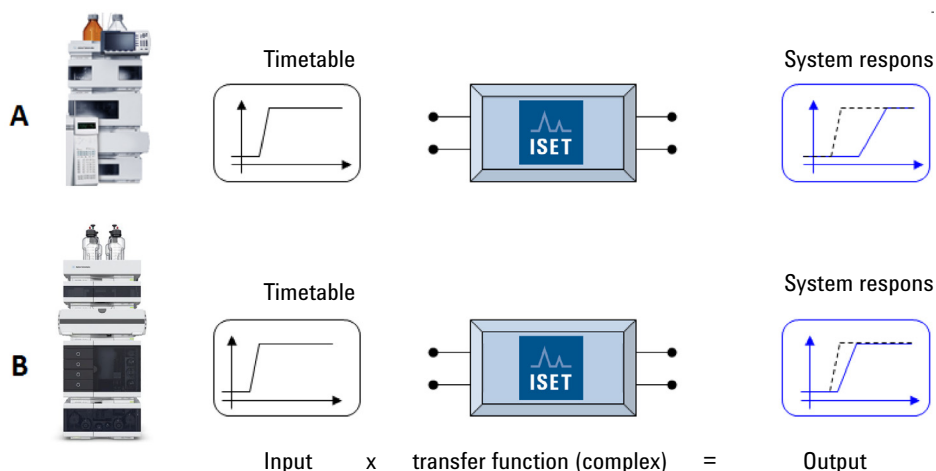 Timetable
System respons
A
ISET
Timetable
System respons
B
ISET
Input x transfer function (complex) = Output